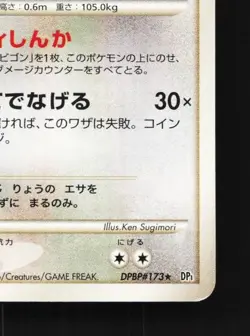 高さ：0.6m　重さ：105.0kg
しんか
ビゴン」を1枚、このポケモンの上にのせ、
メージカウンターをすべてとる。
でなげる　30×
ければ、このワザは失敗。コイン
ジ。
りょうの エサを
ずに まるのみ。
Illus.Ken Sugimori
抗力　にげる
/Creatures/GAME FREAK.　DPBP#173★　DP1